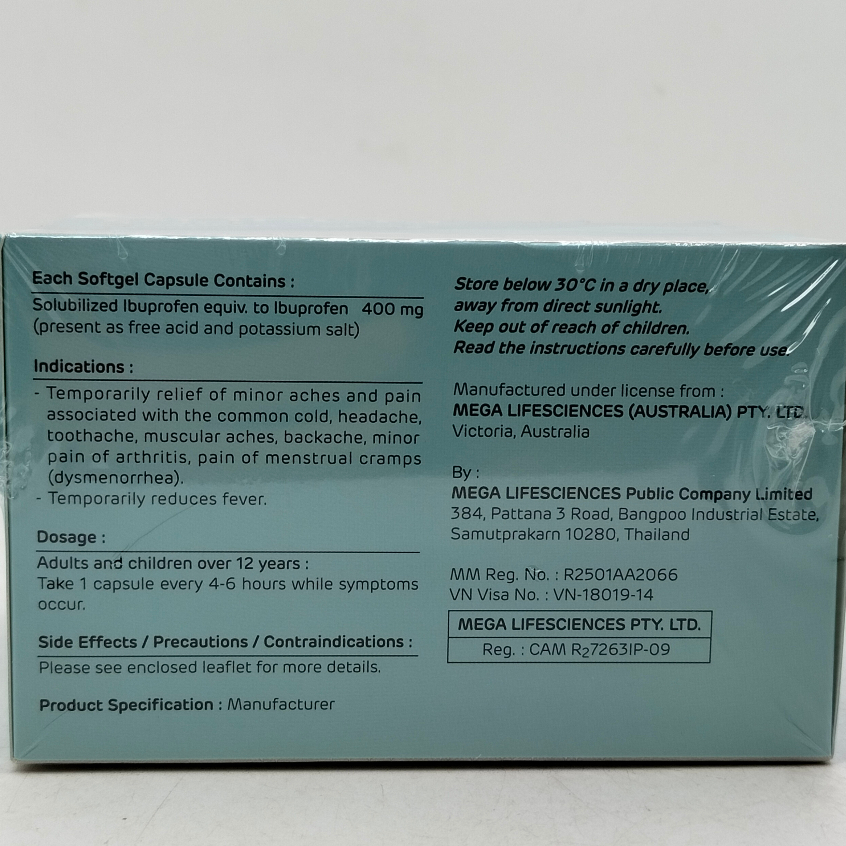 Each Softgel Capsule Contains :
Solubilized Ibuprofen equiv. to Ibuprofen 400 mg
(present as free acid and potassium salt)
Indications :
- Temporarily relief of minor aches and pain
associated with the common cold, headache,
toothache, muscular aches, backache, minor
pain of arthritis, pain of menstrual cramps
(dysmenorrhea).
- Temporarily reduces fever.
Dosage :
Adults and children over 12 years :
Take 1 capsule every 4-6 hours while symptoms
occur.
Side Effects / Precautions / Contraindications :
Please see enclosed leaflet for more details.
Product Specification : Manufacturer
Store below 30°C in a dry place,
away from direct sunlight.
Keep out of reach of children.
Read the instructions carefully before use.
Manufactured under license from :
MEGA LIFESCIENCES (AUSTRALIA) PTY. LTD.
Victoria, Australia
By :
MEGA LIFESCIENCES Public Company Limited
384, Pattana 3 Road, Bangpoo Industrial Estate,
Samutprakarn 10280, Thailand
MM Reg. No. : R2501AA2066
VN Visa No. : VN-18019-14
MEGA LIFESCIENCES PTY. LTD.
Reg. : CAM R27263IP-09